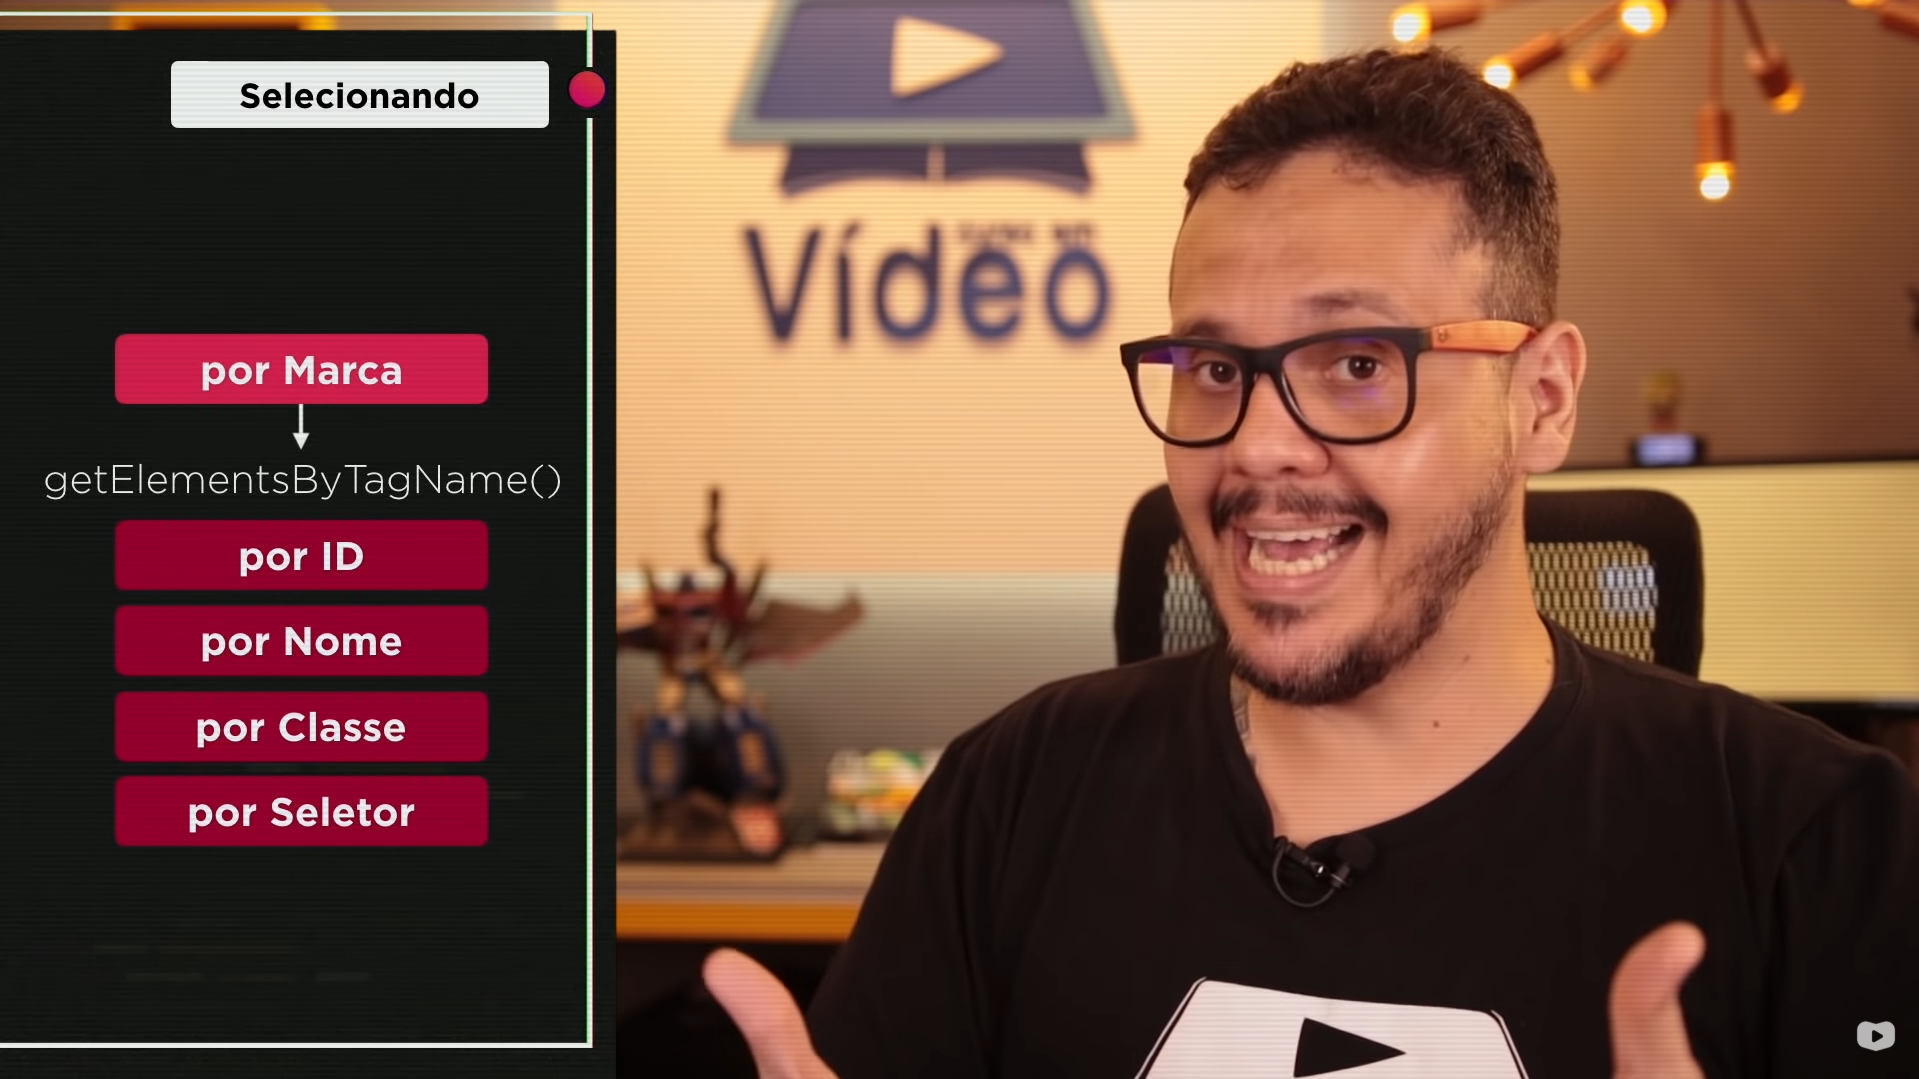 Selecionando
por Marca
getElementsByTagName()
por ID
por Nome
por Classe
por Seletor
Vídeo